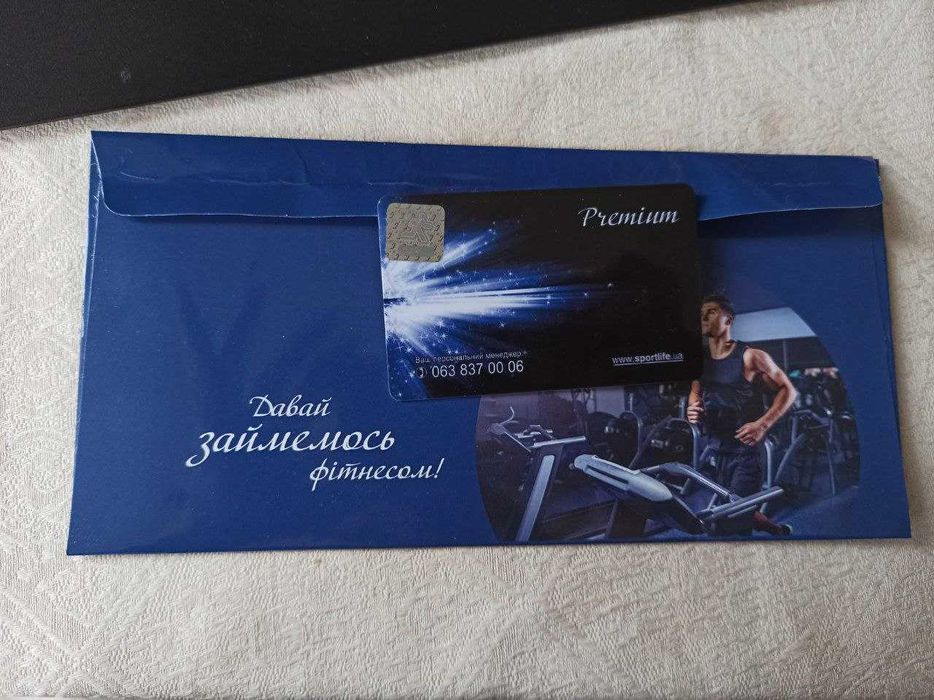 Premium
Ваш персональний менеджер
063 837 00 06
www.sportlife.ua
Давай
займемось
фітнесом!